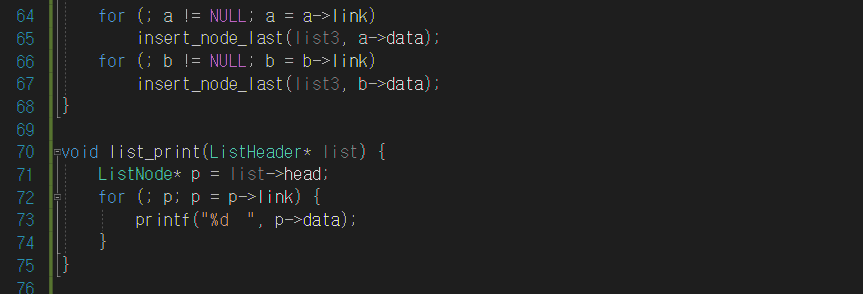 64 for (; a != NULL; a = a->link)
65 insert_node_last(list3, a->data);
66 for (; b != NULL; b = b->link)
67 insert_node_last(list3, b->data);
68 }
69
70 void list_print(ListHeader* list) {
71 ListNode* p = list->head;
72 for (; p; p = p->link) {
73 printf("%d  ", p->data);
74 }
75 }
76